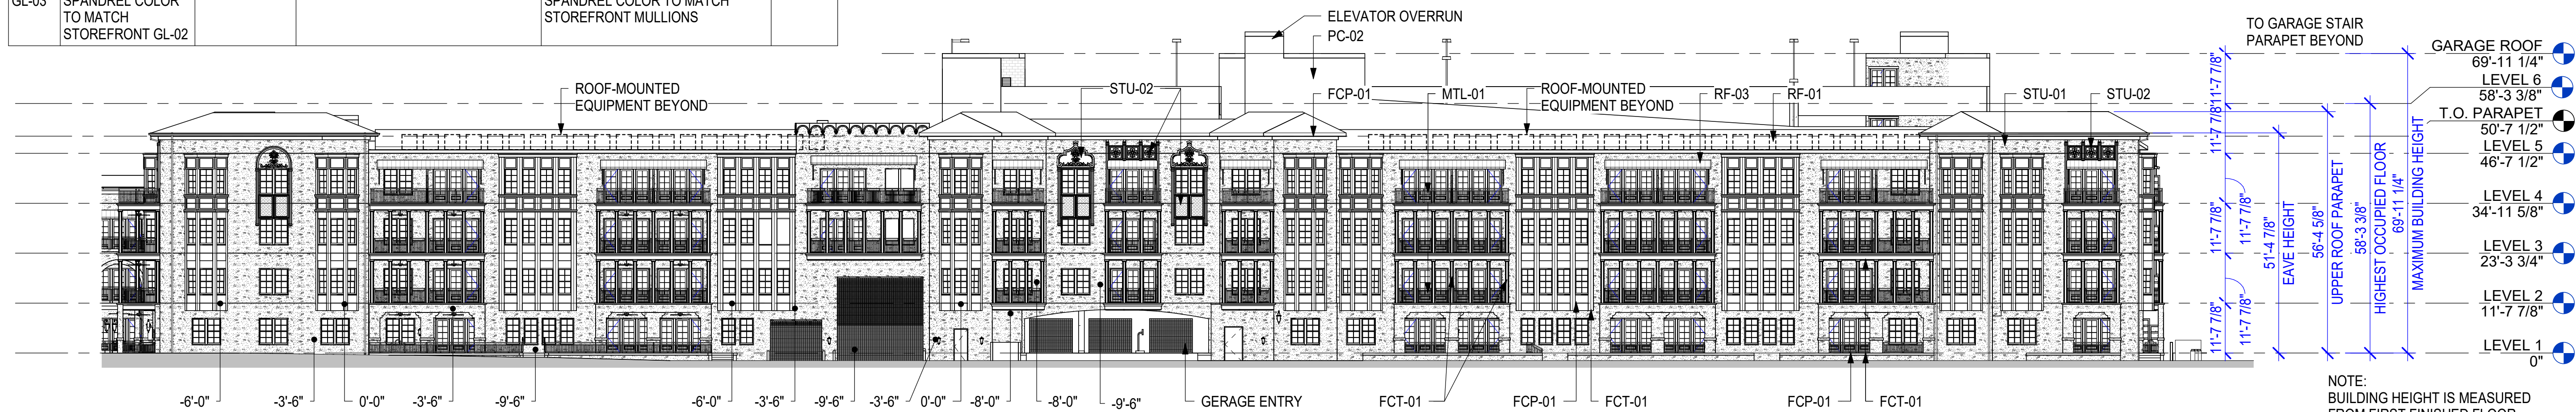 GL-03
SPANDREL COLOR
TO MATCH
STOREFRONT GL-02
SPANDREL COLOR TO MATCH
STOREFRONT MULLIONS
ELEVATOR OVERRUN
PC-02
TO GARAGE STAIR
PARAPET BEYOND
ROOF-MOUNTED
EQUIPMENT BEYOND
STU-02
FCP-01
MTL-01
ROOF-MOUNTED
EQUIPMENT BEYOND
RF-03
RF-01
STU-01
STU-02
GARAGE ROOF
69'-11 1/4"
LEVEL 6
58'-3 3/8"
T.O. PARAPET
50'-7 1/2"
LEVEL 5
46'-7 1/2"
LEVEL 4
34'-11 5/8"
LEVEL 3
23'-3 3/4"
LEVEL 2
11'-7 7/8"
LEVEL 1
0"
11'-7 7/8"
11'-7 7/8"
11'-7 7/8"
11'-7 7/8"
11'-7 7/8"
11'-7 7/8"
51'-4 7/8"
EAVE HEIGHT
56'-4 5/8"
UPPER ROOF PARAPET
58'-3 3/8"
HIGHEST OCCUPIED FLOOR
69'-11 1/4"
MAXIMUM BUILDING HEIGHT
-6'-0"
-3'-6"
0'-0"
-3'-6"
-9'-6"
-6'-0"
-3'-6"
-9'-6"
-3'-6"
0'-0"
-8'-0"
-8'-0"
-9'-6"
GERAGE ENTRY
FCT-01
FCP-01
FCT-01
FCP-01
FCT-01
NOTE:
BUILDING HEIGHT IS MEASURED
FROM FIRST FINISHED FLOOR